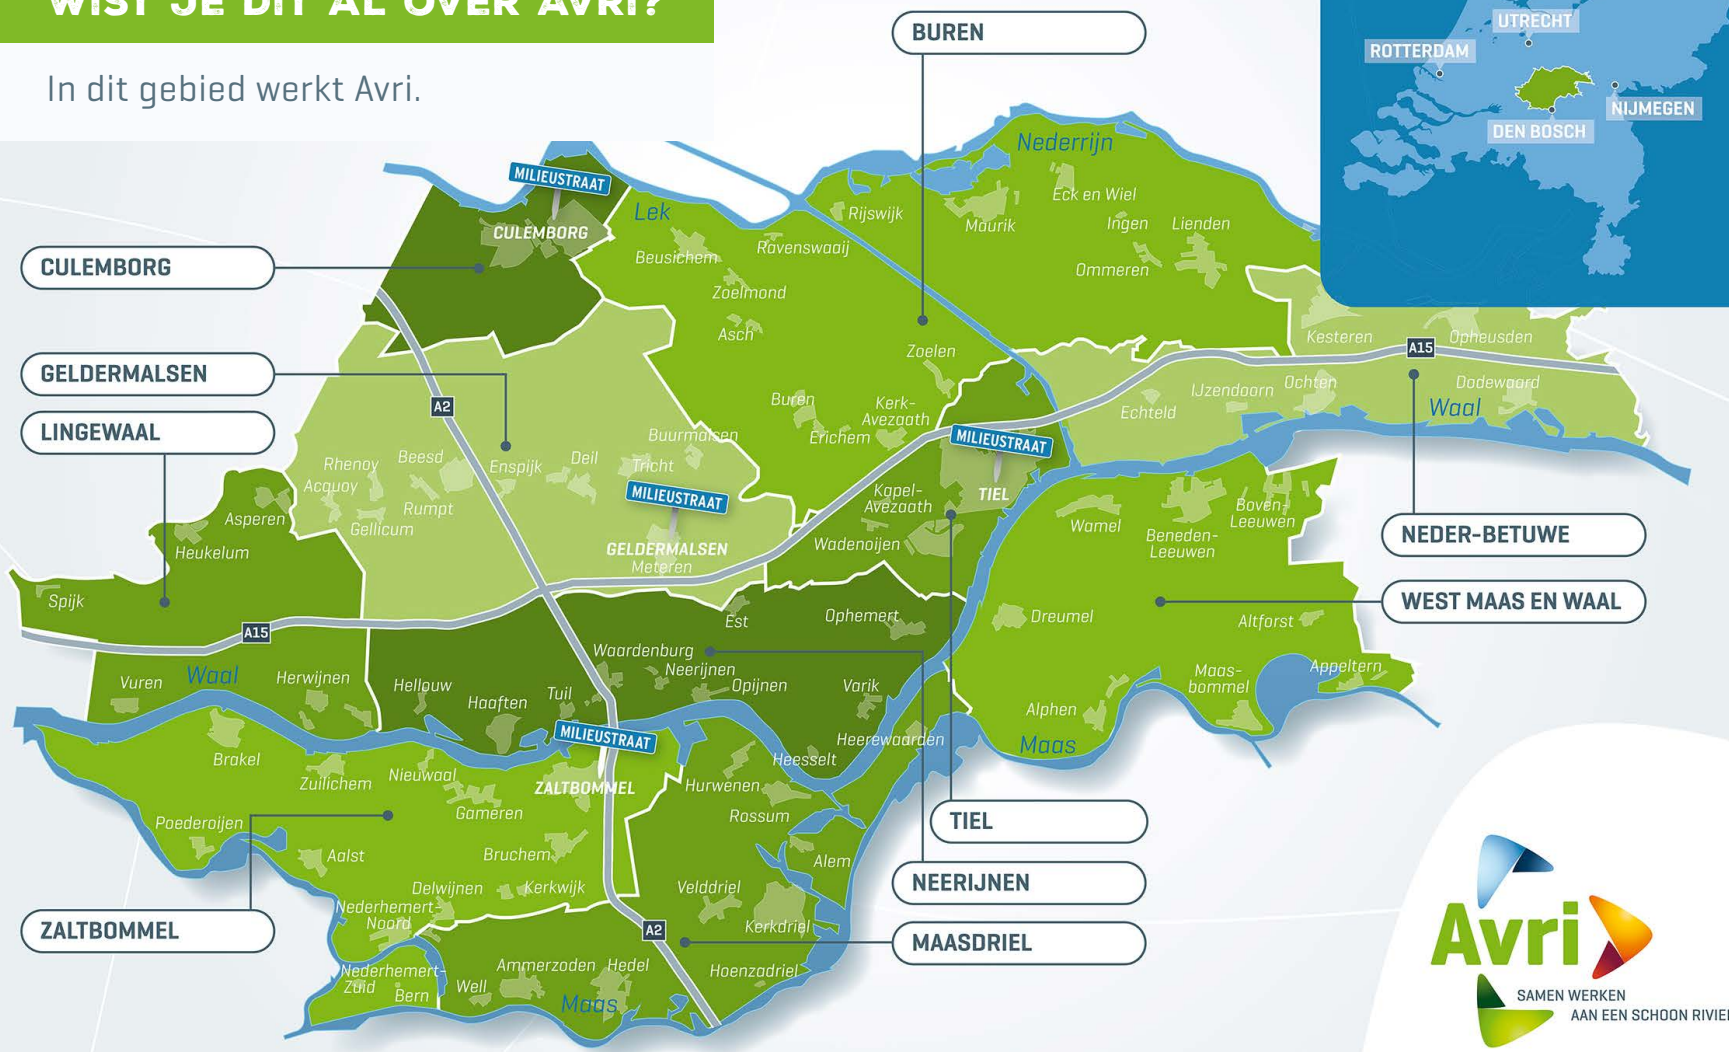 WIST JE DIT AL OVER AVRI?
In dit gebied werkt Avri.
BUREN
UTRECHT
ROTTERDAM
NIJMEGEN
DEN BOSCH
Nederrijn
MILIEUSTRAAT
CULEMBORG
Lek
Rijswijk
Maurik
Eck en Wiel
Ingen
Lienden
Ommeren
Beusichem
Ravenswaaij
Zoelmond
Asch
Zoelen
CULEMBORG
GELDERMALSEN
LINGEWAAL
A2
Kesteren
Opheusden
A15
IJzendoorn
Ochten
Dodewaard
Echteld
Waal
Buren
Kerk-
Avezaath
Erichem
Buurmalsen
MILIEUSTRAAT
TIEL
Rhenoy
Beesd
Enspijk
Deil
Tricht
Acquoy
Rumpt
Gellicum
MILIEUSTRAAT
GELDERMALSEN
Meteren
Kapel-
Avezaath
Wadenoijen
Asperen
Heukelum
Spijk
Wamel
Beneden-
Leeuwen
Boven-
Leeuwen
NEDER-BETUWE
WEST MAAS EN WAAL
Dreumel
Altforst
A15
Est
Ophemert
Waardenburg
Neerijnen
Opijnen
Varik
Vuren
Waal
Herwijnen
Hellouw
Haaften
Tuil
Maas-
bommel
Appeltern
Alphen
Maas
MILIEUSTRAAT
ZALTBOMMEL
Heerewaarden
Heesselt
Hurwenen
Rossum
Brakel
Zuilichem
Nieuwaal
Gameren
Poederoijen
Aalst
Bruchem
Delwijnen
Kerkwijk
Alem
Velddriel
Kerkdriel
Nederhemert-
Noord
A2
ZALTBOMMEL
TIEL
NEERIJNEN
MAASDRIEL
Nederhemert-
Zuid
Bern
Well
Ammerzoden
Hedel
Hoenzadriel
Maas
Avri
SAMEN WERKEN
AAN EEN SCHOON RIVIE